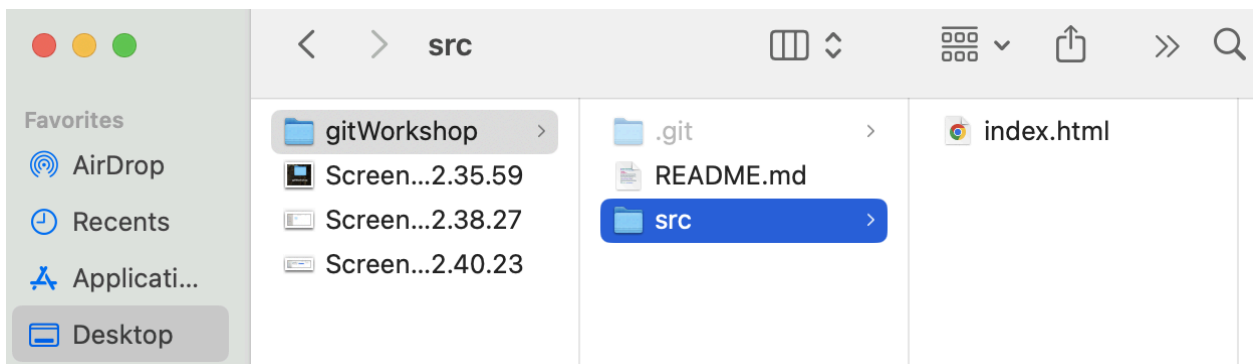 src
Favorites
AirDrop
Recents
Applicati...
Desktop
gitWorkshop
Screen...2.35.59
Screen...2.38.27
Screen...2.40.23
.git
README.md
src
index.html